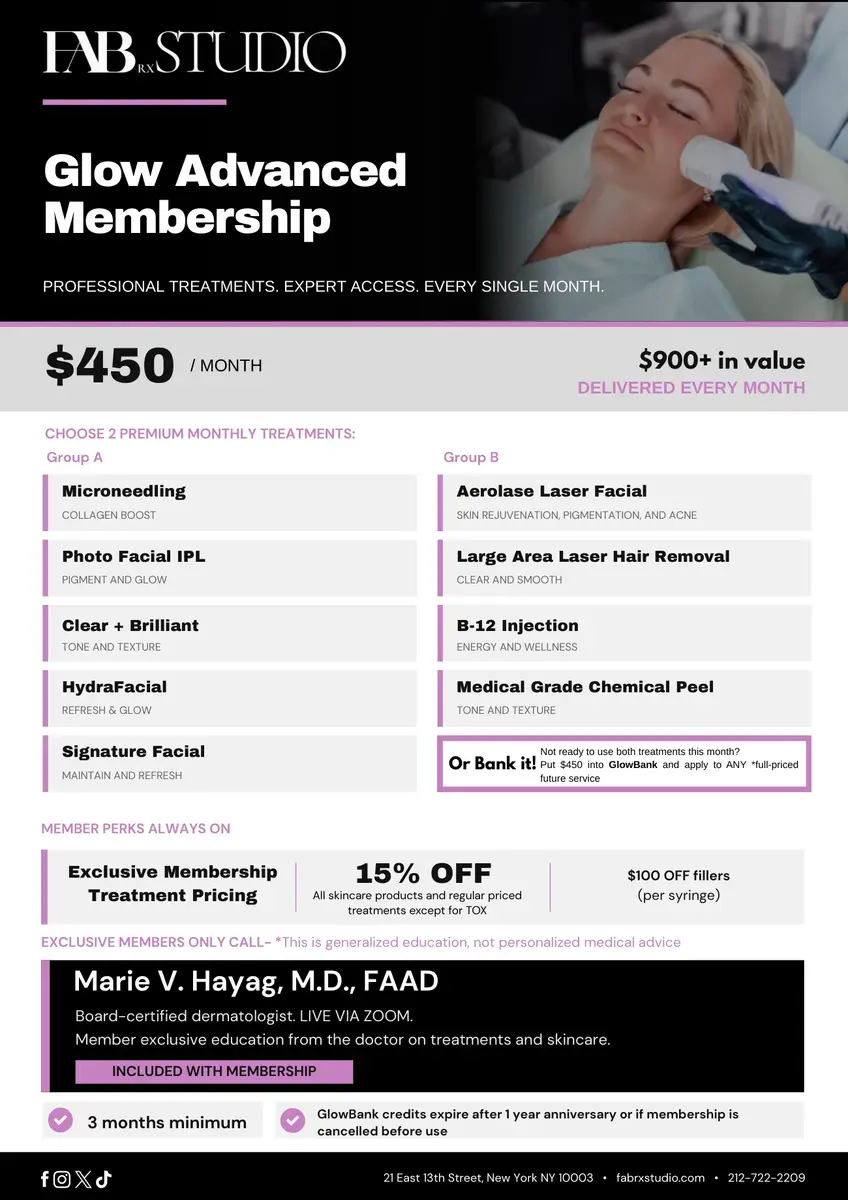 FAB RX STUDIO
Glow Advanced
Membership
PROFESSIONAL TREATMENTS. EXPERT ACCESS. EVERY SINGLE MONTH.
$450 / MONTH
$900+ in value
DELIVERED EVERY MONTH
CHOOSE 2 PREMIUM MONTHLY TREATMENTS:
Group A
Microneedling
COLLAGEN BOOST
Photo Facial IPL
PIGMENT AND GLOW
Clear + Brilliant
TONE AND TEXTURE
HydraFacial
REFRESH & GLOW
Signature Facial
MAINTAIN AND REFRESH
Group B
Aerolase Laser Facial
SKIN REJUVENATION, PIGMENTATION, AND ACNE
Large Area Laser Hair Removal
CLEAR AND SMOOTH
B-12 Injection
ENERGY AND WELLNESS
Medical Grade Chemical Peel
TONE AND TEXTURE
Or Bank it!
Not ready to use both treatments this month?
Put $450 into GlowBank and apply to ANY *full-priced
future service
MEMBER PERKS ALWAYS ON
Exclusive Membership
Treatment Pricing
15% OFF
All skincare products and regular priced
treatments except for TOX
$100 OFF fillers
(per syringe)
EXCLUSIVE MEMBERS ONLY CALL- *This is generalized education, not personalized medical advice
Marie V. Hayag, M.D., FAAD
Board-certified dermatologist. LIVE VIA ZOOM.
Member exclusive education from the doctor on treatments and skincare.
INCLUDED WITH MEMBERSHIP
3 months minimum
GlowBank credits expire after 1 year anniversary or if membership is
cancelled before use
21 East 13th Street, New York NY 10003 • fabrxstudio.com • 212-722-2209